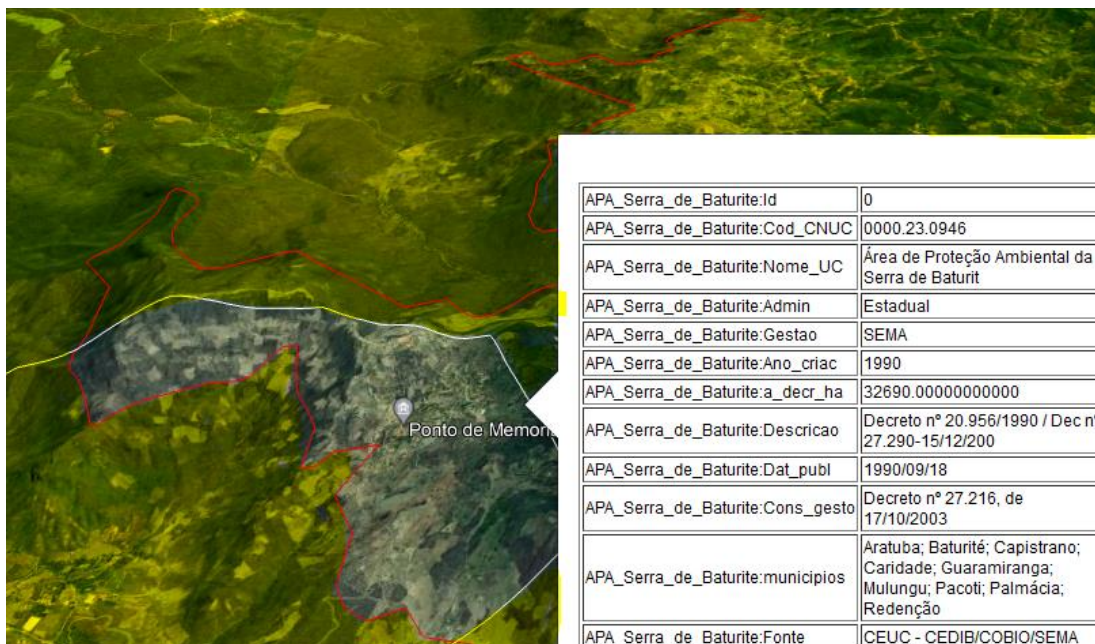 Ponto de Memori
APA_Serra_de_Baturite:Id 0
APA_Serra_de_Baturite:Cod_CNUC 0000.23.0946
APA_Serra_de_Baturite:Nome_UC Área de Proteção Ambiental da
Serra de Baturit
APA_Serra_de_Baturite:Admin Estadual
APA_Serra_de_Baturite:Gestao SEMA
APA_Serra_de_Baturite:Ano_criac 1990
APA_Serra_de_Baturite:a_decr_ha 32690.00000000000
APA_Serra_de_Baturite:Descricao Decreto nº 20.956/1990 / Dec nº
27.290-15/12/200
APA_Serra_de_Baturite:Dat_publ 1990/09/18
APA_Serra_de_Baturite:Cons_gesto Decreto nº 27.216, de
17/10/2003
APA_Serra_de_Baturite:municipios Aratuba; Baturité; Capistrano;
Caridade; Guaramiranga;
Mulungu; Pacoti; Palmácia;
Redenção
APA_Serra_de_Baturite:Fonte CEUC - CEDIB/COBIO/SEMA